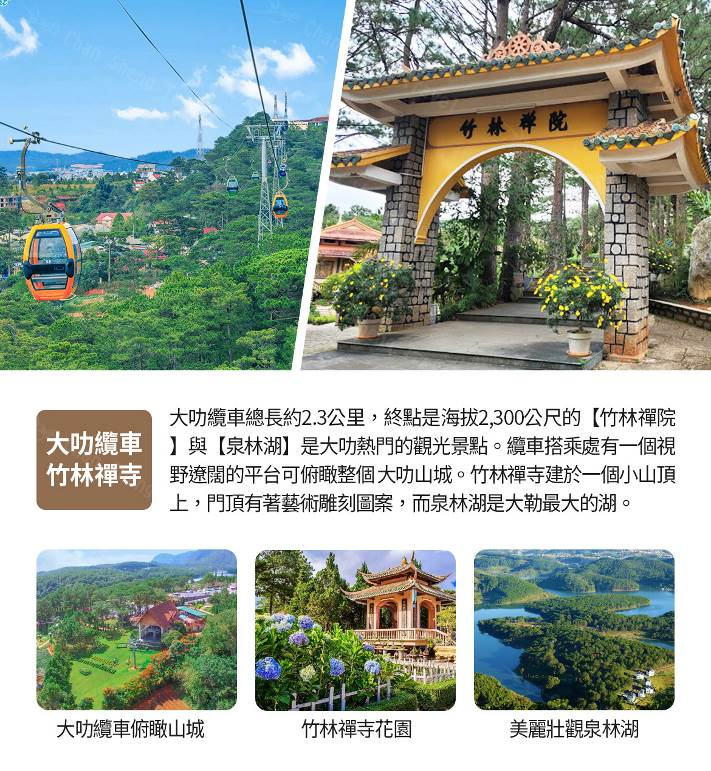 竹林禅院
大叻纜車
竹林禪寺
大叻纜車總長約2.3公里，終點是海拔2,300公尺的【竹林禪院
】與【泉林湖】是大叻熱門的觀光景點。纜車搭乘處有一個視
野遼闊的平台可俯瞰整個大叻山城。竹林禪寺建於一個小山頂
上，門頂有著藝術雕刻圖案，而泉林湖是大勒最大的湖。
大叻纜車俯瞰山城
竹林禪寺花園
美麗壯觀泉林湖